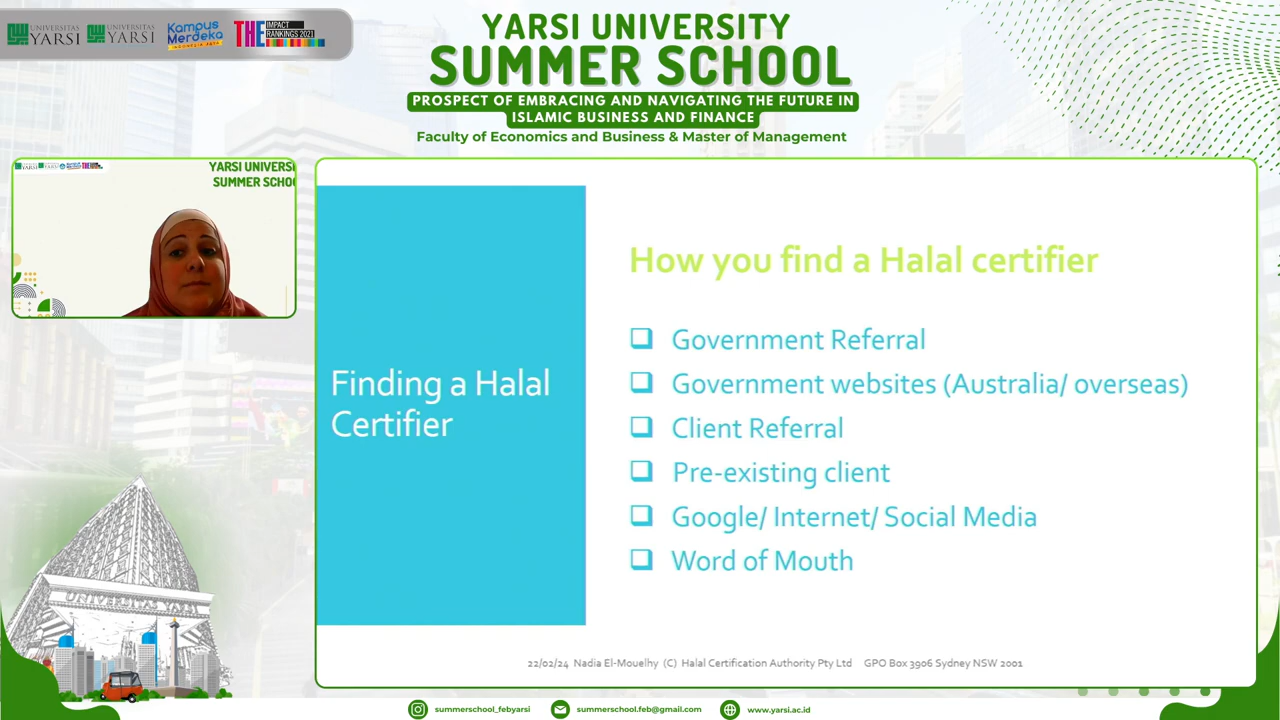 UNIVERSITAS YARSI
UNIVERSITAS YARSI
Kampus Merdeka
INDONESIA JAYA
THE IMPACT RANKINGS 2021
YARSI UNIVERSITY
SUMMER SCHOOL
PROSPECT OF EMBRACING AND NAVIGATING THE FUTURE IN
ISLAMIC BUSINESS AND FINANCE
Faculty of Economics and Business & Master of Management
YARSI UNIVERSI
SUMMER SCHOO
Finding a Halal
Certifier
How you find a Halal certifier
Government Referral
Government websites (Australia/ overseas)
Client Referral
Pre-existing client
Google/ Internet/ Social Media
Word of Mouth
22/02/24 Nadia El-Mouelhy (C) Halal Certification Authority Pty Ltd GPO Box 3906 Sydney NSW 2001
UNIVERSITAS YARSI
summerschool_febyarsi
summerschool.feb@gmail.com
www.yarsi.ac.id